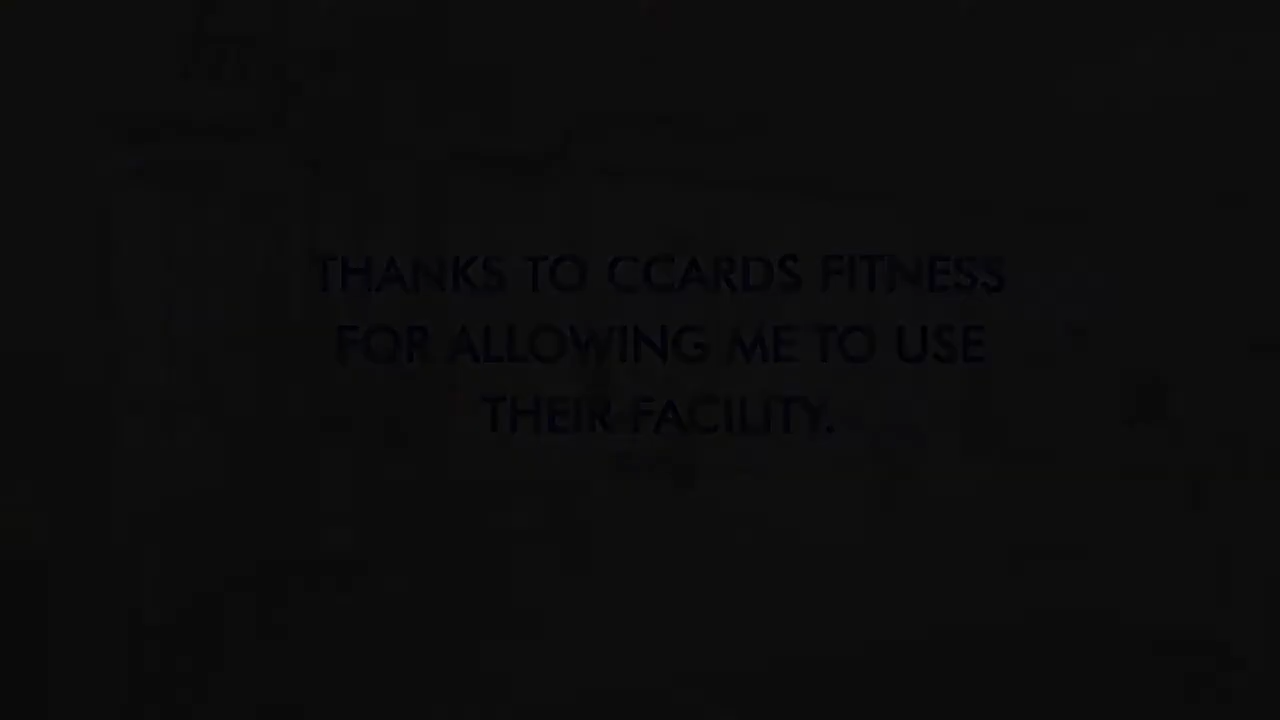 THANKS TO CCARDS FITNESS
FOR ALLOWING ME TO USE
THEIR FACILITY.